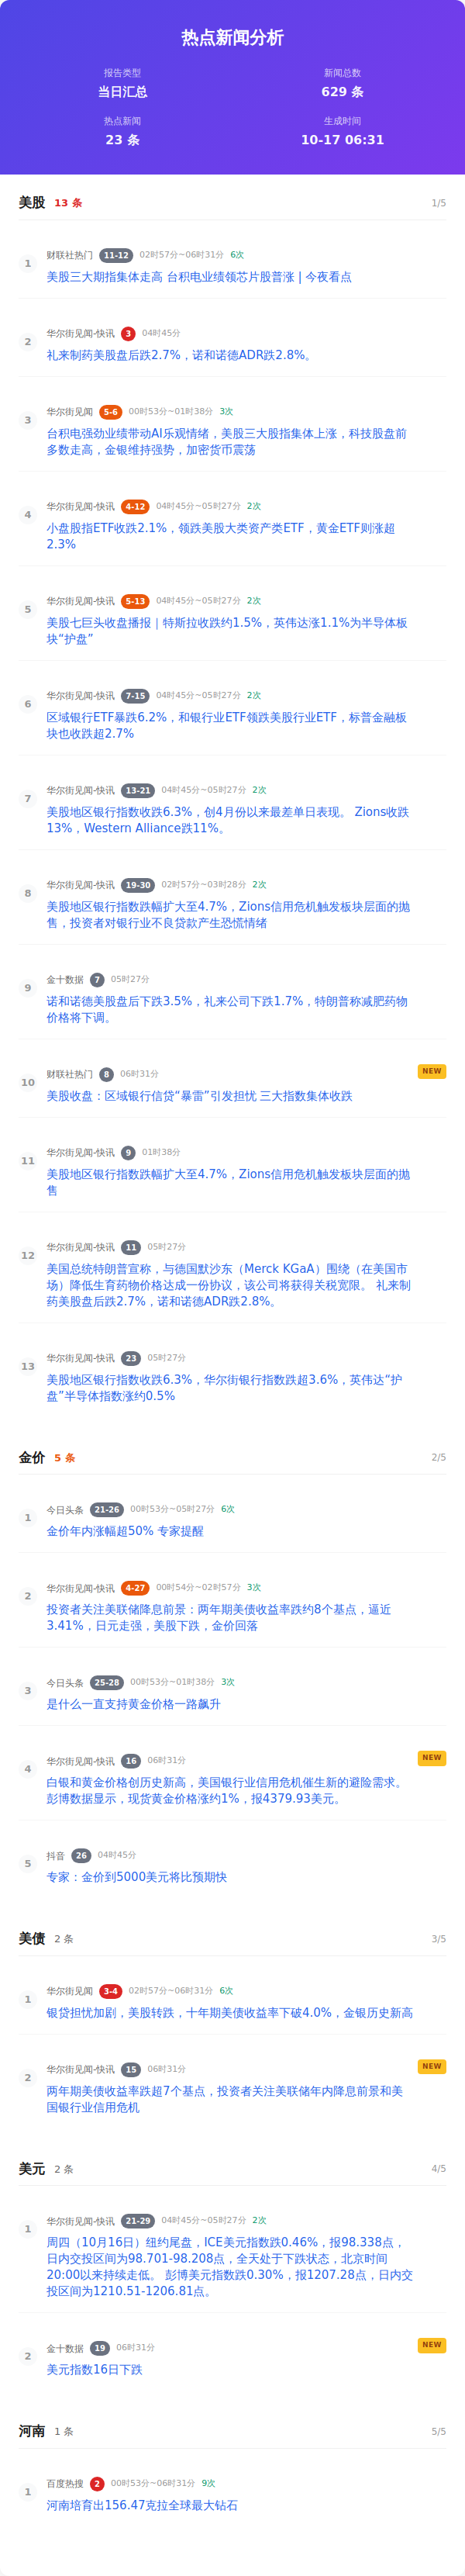 热点新闻分析
报告类型
当日汇总
新闻总数
629 条
热点新闻
23 条
生成时间
10-17 06:31
美股 13 条 1/5
1
财联社热门 11-12 02时57分~06时31分 6次
美股三大期指集体走高 台积电业绩领芯片股普涨 | 今夜看点
2
华尔街见闻-快讯 3 04时45分
礼来制药美股盘后跌2.7%，诺和诺德ADR跌2.8%。
3
华尔街见闻 5-6 00时53分~01时38分 3次
台积电强劲业绩带动AI乐观情绪，美股三大股指集体上涨，科技股盘前
多数走高，金银维持强势，加密货币震荡
4
华尔街见闻-快讯 4-12 04时45分~05时27分 2次
小盘股指ETF收跌2.1%，领跌美股大类资产类ETF，黄金ETF则涨超
2.3%
5
华尔街见闻-快讯 5-13 04时45分~05时27分 2次
美股七巨头收盘播报｜特斯拉收跌约1.5%，英伟达涨1.1%为半导体板
块“护盘”
6
华尔街见闻-快讯 7-15 04时45分~05时27分 2次
区域银行ETF暴跌6.2%，和银行业ETF领跌美股行业ETF，标普金融板
块也收跌超2.7%
7
华尔街见闻-快讯 13-21 04时45分~05时27分 2次
美股地区银行指数收跌6.3%，创4月份以来最差单日表现。 Zions收跌
13%，Western Alliance跌11%。
8
华尔街见闻-快讯 19-30 02时57分~03时28分 2次
美股地区银行指数跌幅扩大至4.7%，Zions信用危机触发板块层面的抛
售，投资者对银行业不良贷款产生恐慌情绪
9
金十数据 7 05时27分
诺和诺德美股盘后下跌3.5%，礼来公司下跌1.7%，特朗普称减肥药物
价格将下调。
10
财联社热门 8 06时31分
NEW
美股收盘：区域银行信贷“暴雷”引发担忧 三大指数集体收跌
11
华尔街见闻-快讯 9 01时38分
美股地区银行指数跌幅扩大至4.7%，Zions信用危机触发板块层面的抛
售
12
华尔街见闻-快讯 11 05时27分
美国总统特朗普宣称，与德国默沙东（Merck KGaA）围绕（在美国市
场）降低生育药物价格达成一份协议，该公司将获得关税宽限。 礼来制
药美股盘后跌2.7%，诺和诺德ADR跌2.8%。
13
华尔街见闻-快讯 23 05时27分
美股地区银行指数收跌6.3%，华尔街银行指数跌超3.6%，英伟达“护
盘”半导体指数涨约0.5%
金价 5 条 2/5
1
今日头条 21-26 00时53分~05时27分 6次
金价年内涨幅超50% 专家提醒
2
华尔街见闻-快讯 4-27 00时54分~02时57分 3次
投资者关注美联储降息前景：两年期美债收益率跌约8个基点，逼近
3.41%，日元走强，美股下跌，金价回落
3
今日头条 25-28 00时53分~01时38分 3次
是什么一直支持黄金价格一路飙升
4
华尔街见闻-快讯 16 06时31分
NEW
白银和黄金价格创历史新高，美国银行业信用危机催生新的避险需求。
彭博数据显示，现货黄金价格涨约1%，报4379.93美元。
5
抖音 26 04时45分
专家：金价到5000美元将比预期快
美债 2 条 3/5
1
华尔街见闻 3-4 02时57分~06时31分 6次
银贷担忧加剧，美股转跌，十年期美债收益率下破4.0%，金银历史新高
2
华尔街见闻-快讯 15 06时31分
NEW
两年期美债收益率跌超7个基点，投资者关注美联储年内降息前景和美
国银行业信用危机
美元 2 条 4/5
1
华尔街见闻-快讯 21-29 04时45分~05时27分 2次
周四（10月16日）纽约尾盘，ICE美元指数跌0.46%，报98.338点，
日内交投区间为98.701-98.208点，全天处于下跌状态，北京时间
20:00以来持续走低。 彭博美元指数跌0.30%，报1207.28点，日内交
投区间为1210.51-1206.81点。
2
金十数据 19 06时31分
NEW
美元指数16日下跌
河南 1 条 5/5
1
百度热搜 2 00时53分~06时31分 9次
河南培育出156.47克拉全球最大钻石